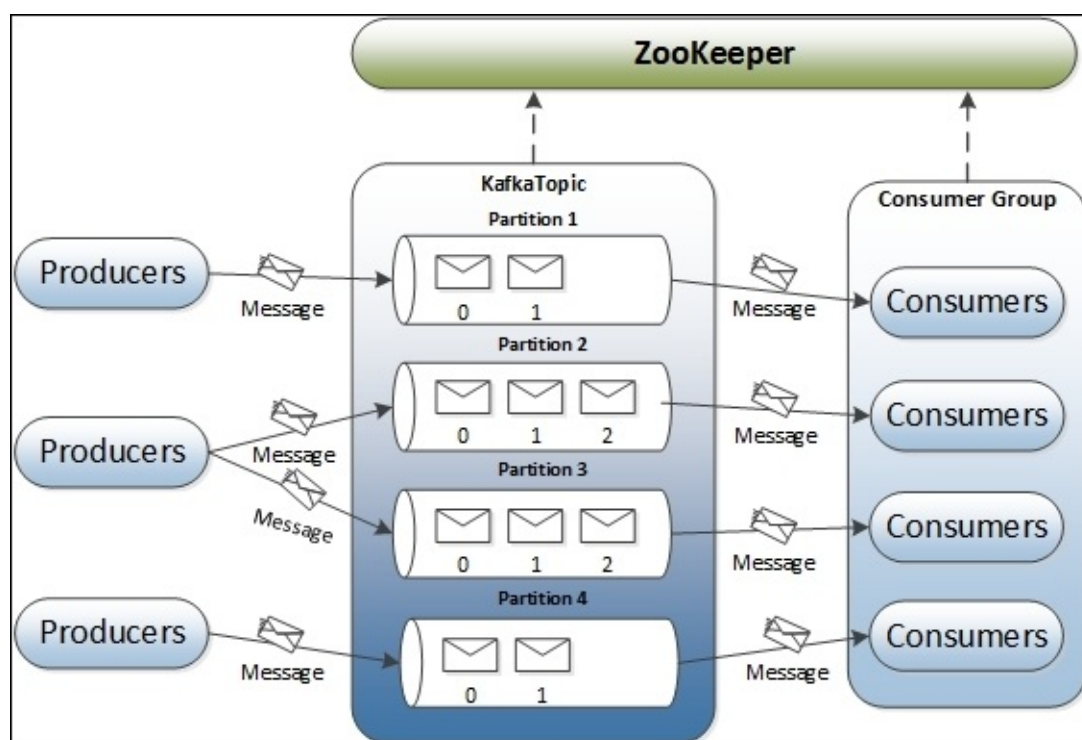 ZooKeeper
KafkaTopic
Consumer Group
Partition 1
Producers
Message
0 1
Message
Consumers
Partition 2
Producers
Message
Message
0 1 2
Message
Consumers
Partition 3
0 1 2
Message
Consumers
Partition 4
Producers
Message
0 1
Message
Consumers